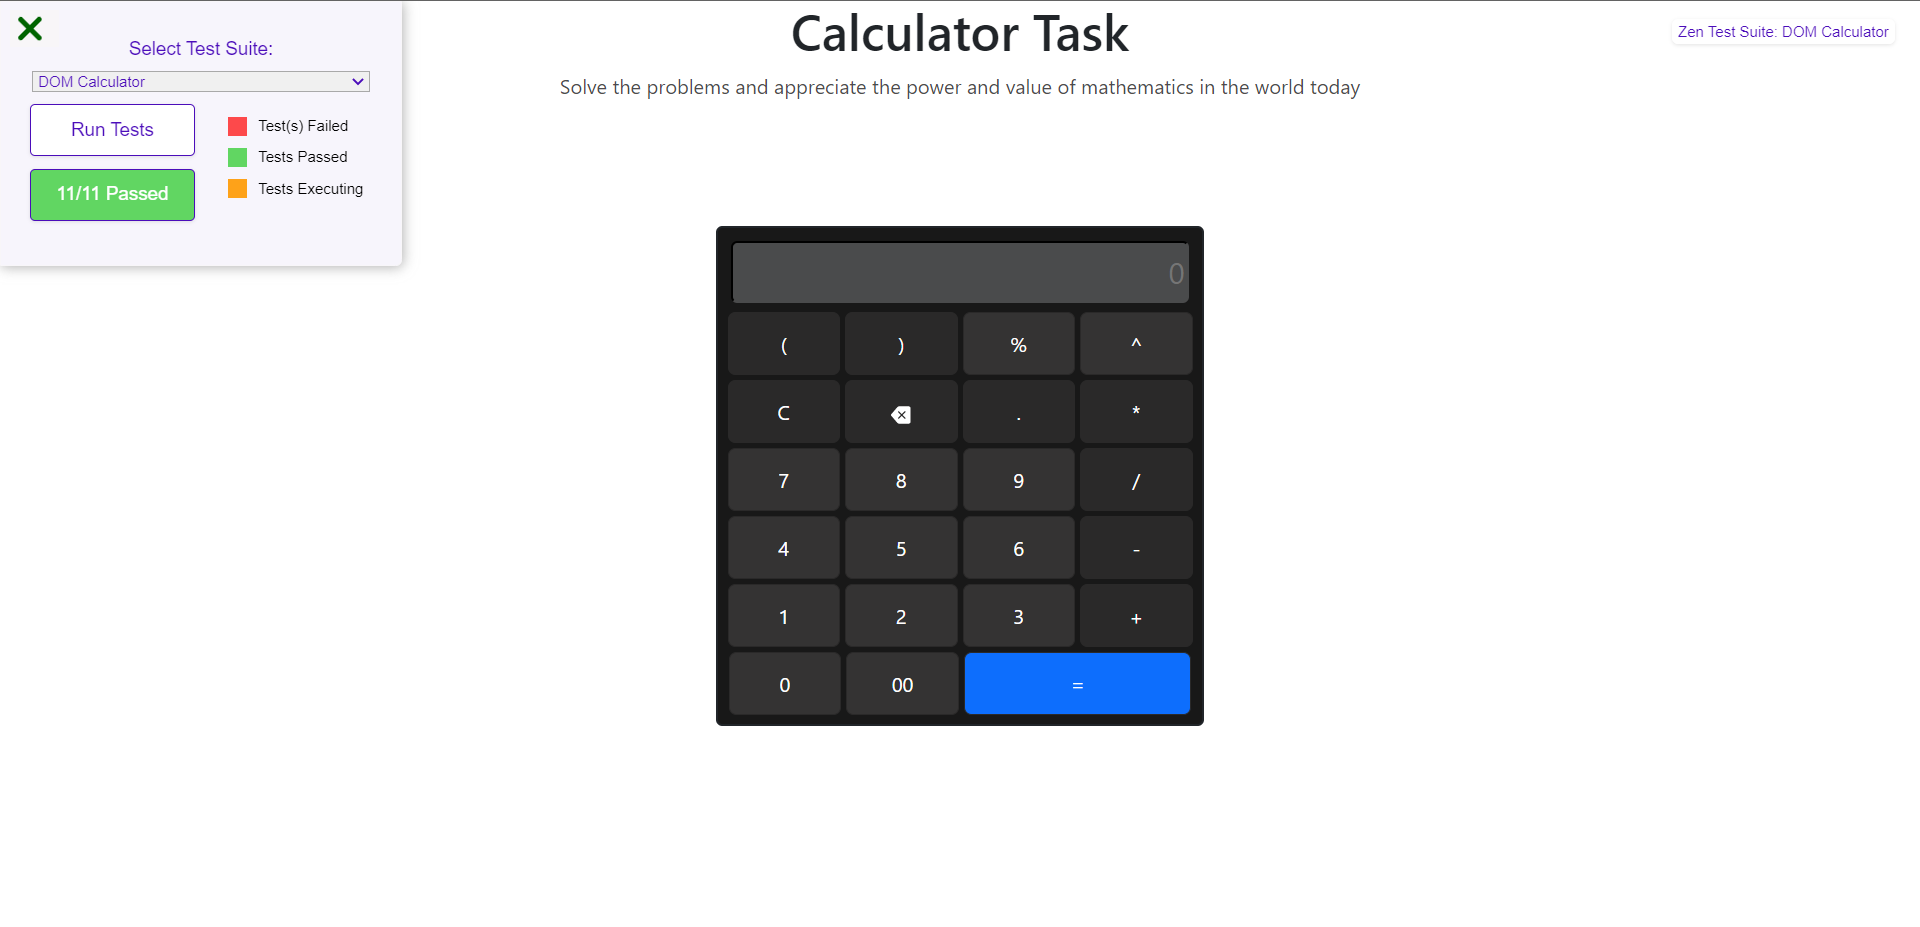 Calculator Task
Solve the problems and appreciate the power and value of mathematics in the world today
Zen Test Suite: DOM Calculator
Select Test Suite:
DOM Calculator
Run Tests
11/11 Passed
Test(s) Failed
Tests Passed
Tests Executing
0
( ) % ^
C . *
7 8 9 /
4 5 6 -
1 2 3 +
0 00 =